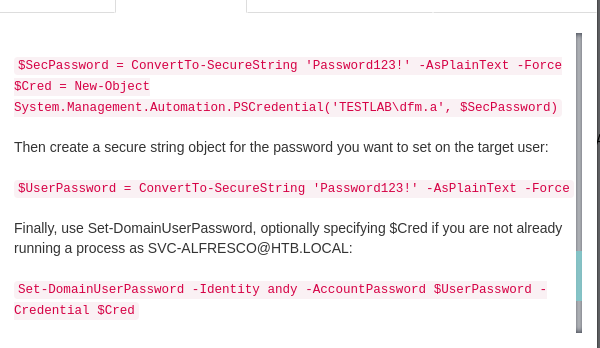 $SecPassword = ConvertTo-SecureString 'Password123!' -AsPlainText -Force
$Cred = New-Object
System.Management.Automation.PSCredential('TESTLAB\dfm.a', $SecPassword)
Then create a secure string object for the password you want to set on the target user:
$UserPassword = ConvertTo-SecureString 'Password123!' -AsPlainText -Force
Finally, use Set-DomainUserPassword, optionally specifying $Cred if you are not already
running a process as SVC-ALFRESCO@HTB.LOCAL:
Set-DomainUserPassword -Identity andy -AccountPassword $UserPassword -
Credential $Cred